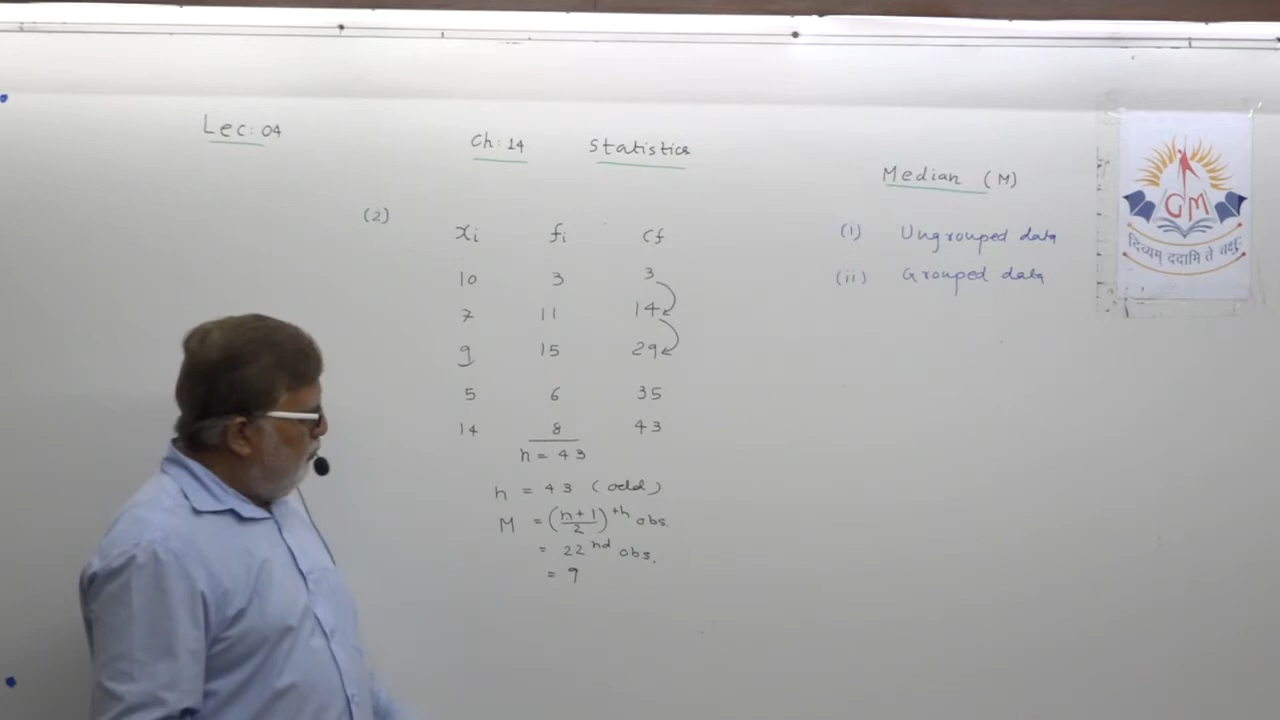 Lec: 04
Ch: 14 Statistics
Median (M)
(i) Ungrouped data
(ii) Grouped data
(2)
xi fi cf
10 3 3
7 11 14
9 15 29
5 6 35
14 8 43
n = 43
n = 43 (odd)
M = (n+1/2)th obs.
= 22nd obs.
= 9
GM
दिव्यम् ददामि ते चक्षुः